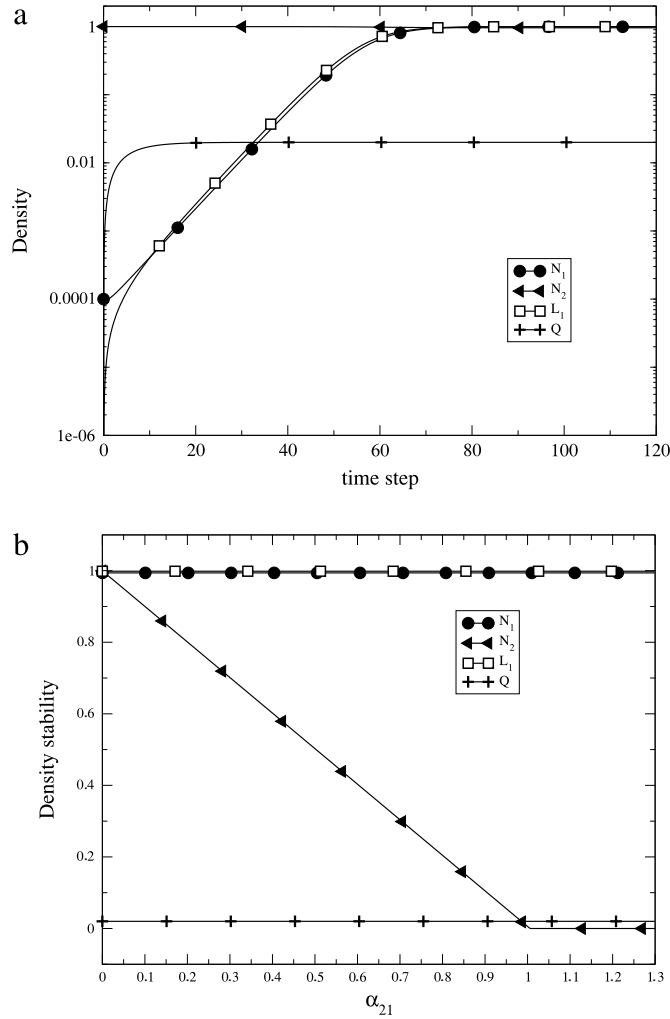 a
1
0.01
0.0001
1e-06
Density
0 20 40 60 80 100 120
time step
N1
N2
L1
Q
b
1
0.8
0.6
0.4
0.2
0
Density stability
0 0.1 0.2 0.3 0.4 0.5 0.6 0.7 0.8 0.9 1 1.1 1.2 1.3
α21
N1
N2
L1
Q